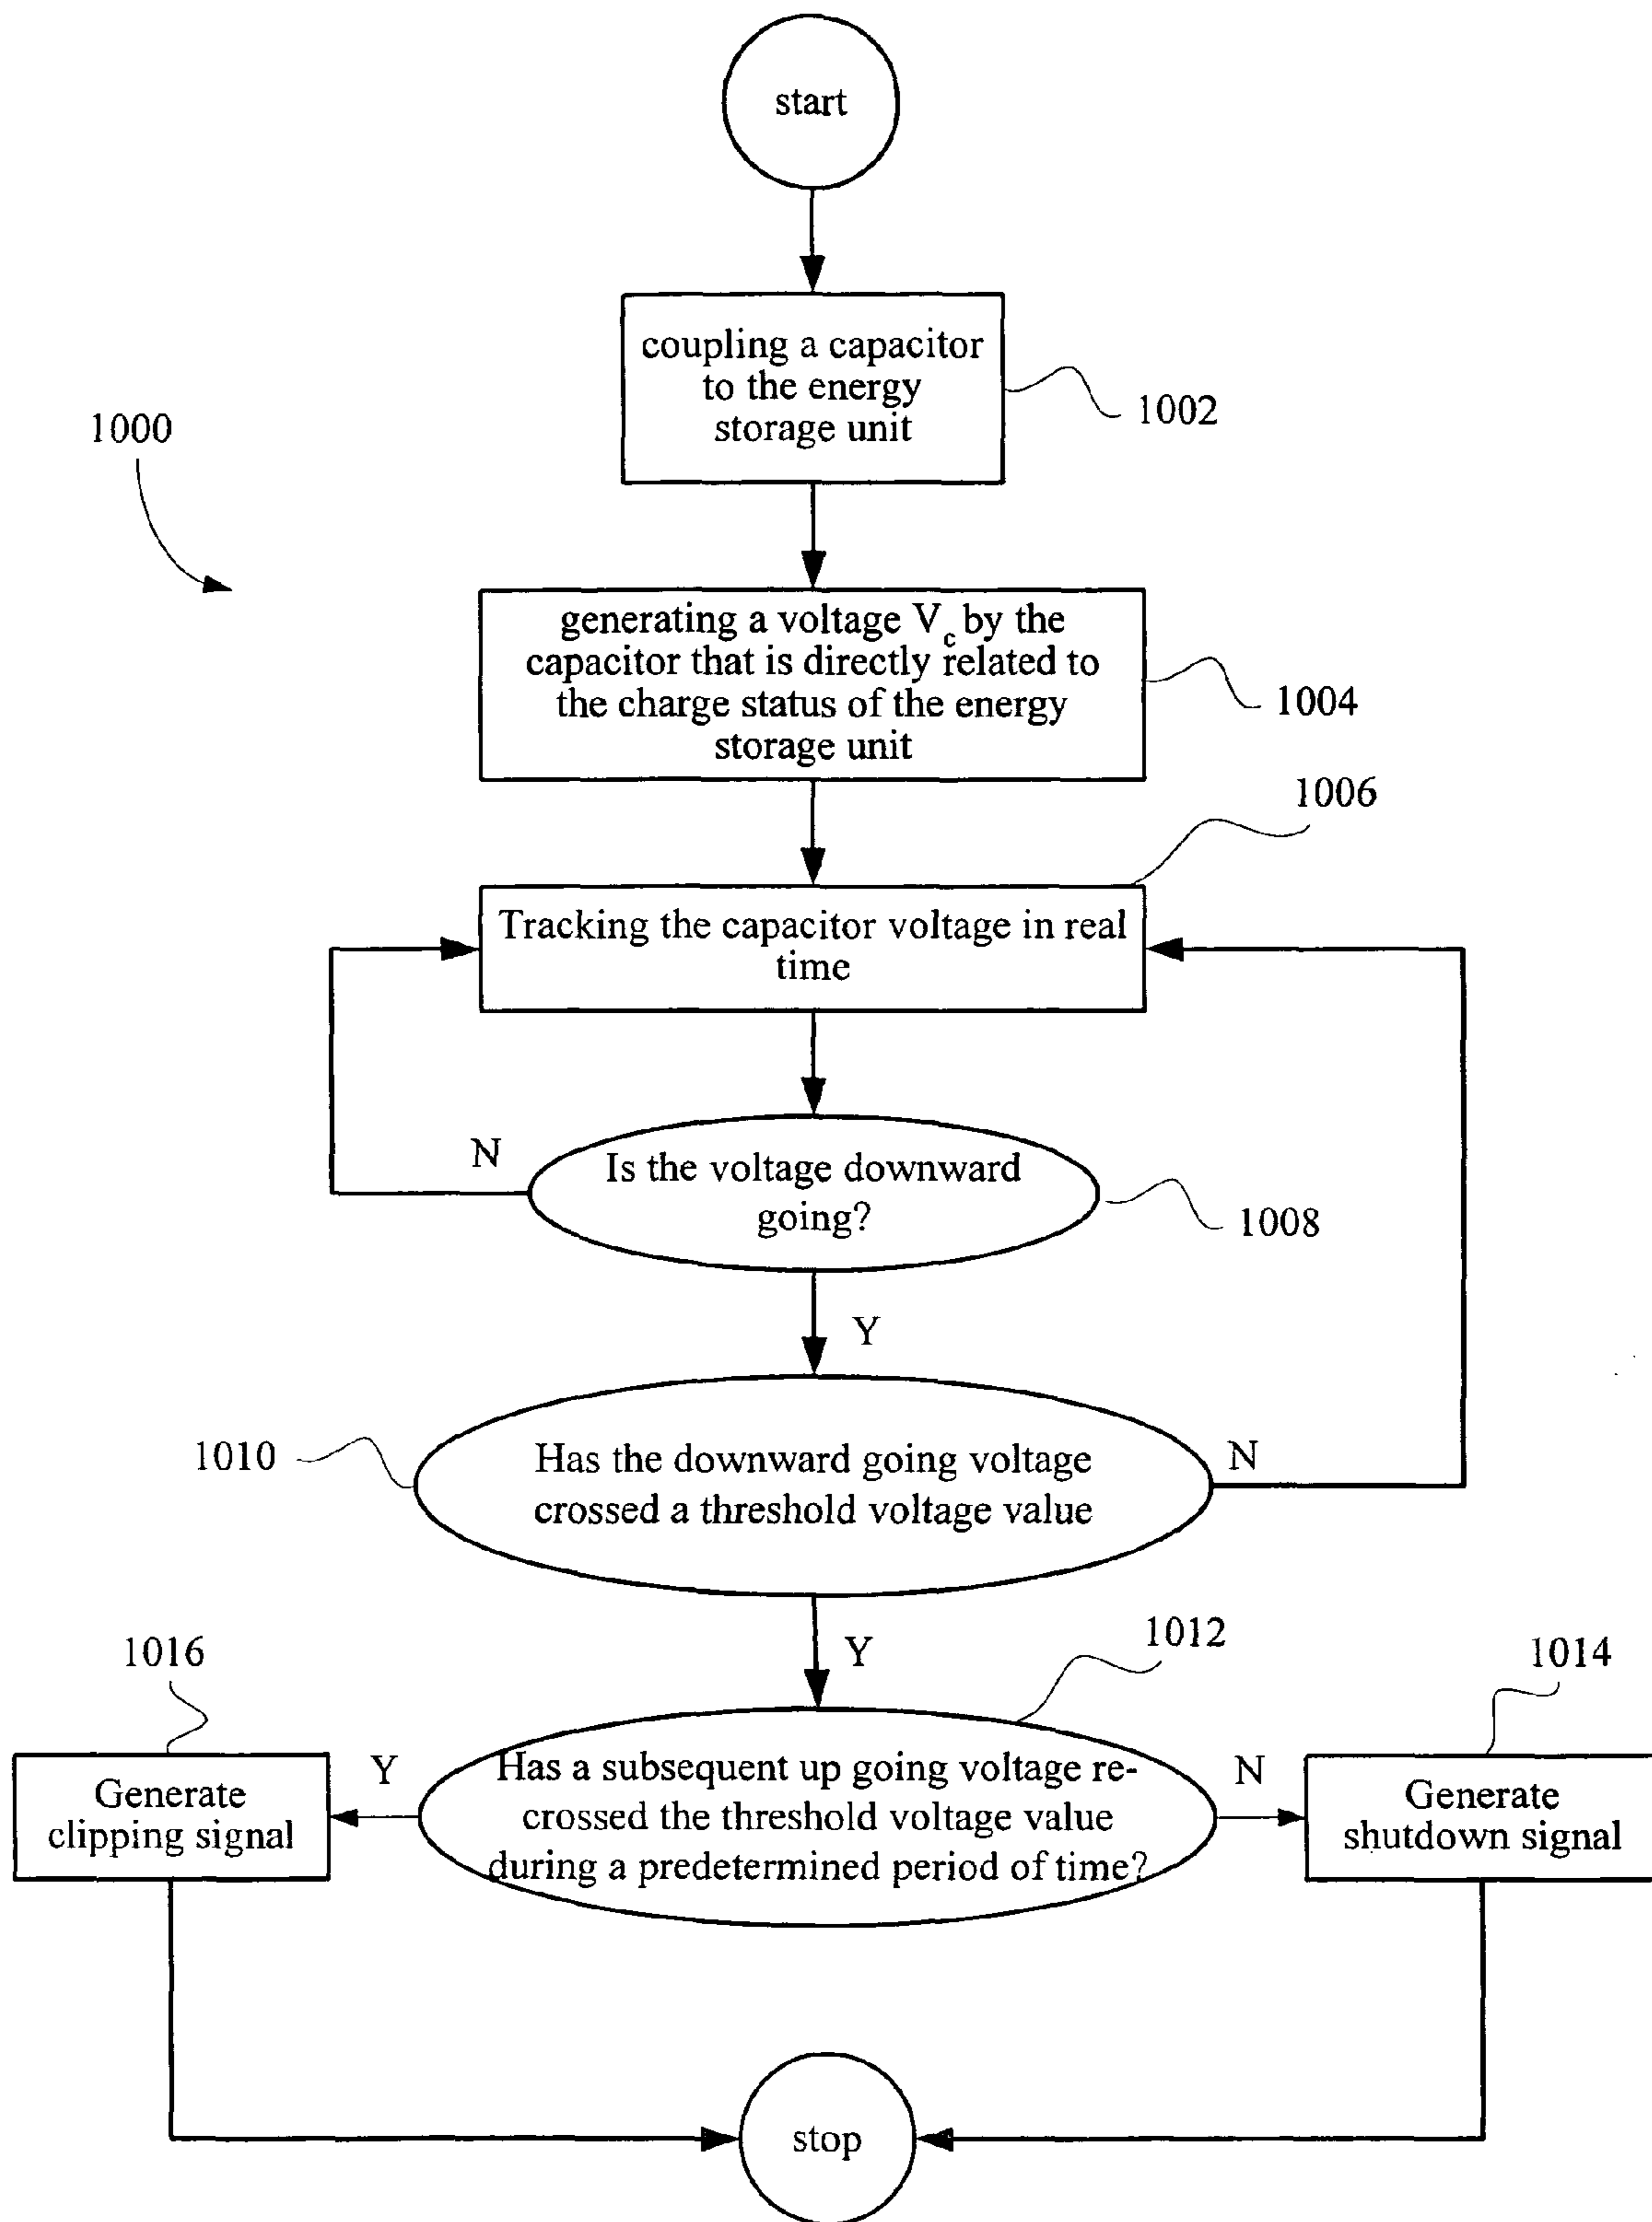 start
coupling a capacitor
to the energy
storage unit
1002
1000
generating a voltage Vc by the
capacitor that is directly related to
the charge status of the energy
storage unit
1004
1006
Tracking the capacitor voltage in real
time
N
Is the voltage downward
going?
1008
Y
1010
Has the downward going voltage
crossed a threshold voltage value
N
Y
1012
1016
1014
Generate
clipping signal
Y
Has a subsequent up going voltage re-
crossed the threshold voltage value
during a predetermined period of time?
N
Generate
shutdown signal
stop